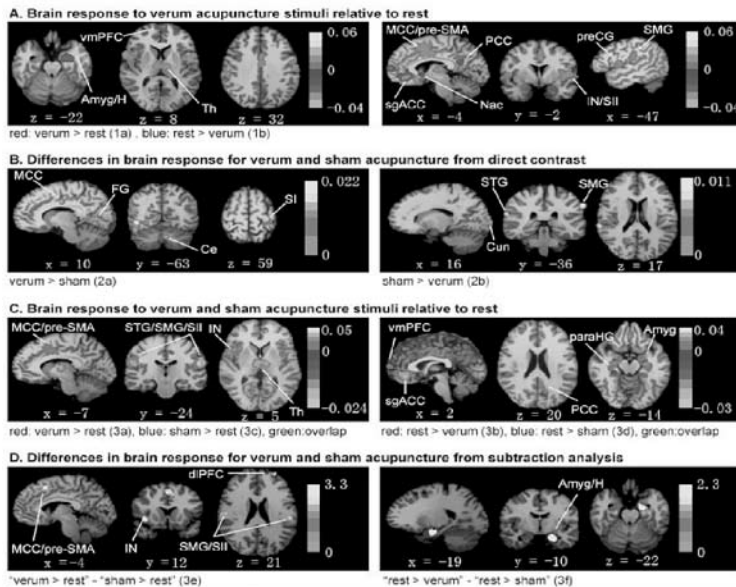 A. Brain response to verum acupuncture stimuli relative to rest
vmPFC
Amyg/H
Th
0.06
-0.04
z = -22
z = 8
z = 32
MCC/pre-SMA
PCC
preCG
SMG
sgACC
Nac
IN/SII
0.06
-0.04
x = -4
y = -2
x = -47
red: verum > rest (1a) . blue: rest > verum (1b)
B. Differences in brain response for verum and sham acupuncture from direct contrast
MCC
FG
SI
Ce
0.022
0
x = 10
y = -63
z = 59
STG
SMG
Cun
0.011
0
x = 16
y = -36
z = 17
verum > sham (2a)
sham > verum (2b)
C. Brain response to verum and sham acupuncture stimuli relative to rest
MCC/pre-SMA
STG/SMG/SII
IN
Th
0.05
-0.024
x = -7
y = -24
z = 5
vmPFC
paraHG
Amyg
sgACC
PCC
0.04
-0.03
x = 2
z = 20
z = -14
red: verum > rest (3a), blue: sham > rest (3c), green:overlap
red: rest > verum (3b), blue: rest > sham (3d), green:overlap
D. Differences in brain response for verum and sham acupuncture from subtraction analysis
dlPFC
MCC/pre-SMA
IN
SMG/SII
3.3
0
x = -4
y = 12
z = 21
Amyg/H
2.3
0
x = -19
y = -10
z = -22
"verum > rest" - "sham > rest" (3e)
"rest > verum" - "rest > sham" (3f)